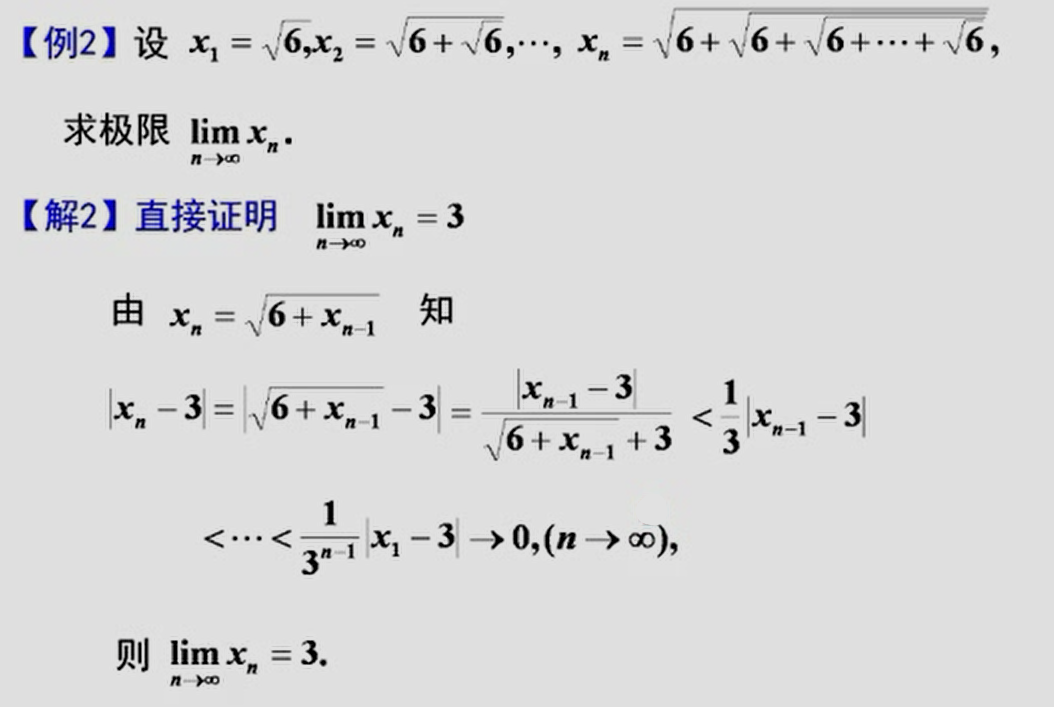 【例2】设 x₁ = √6, x₂ = √(6 + √6), ⋯, xₙ = √(6 + √(6 + √(6 + ⋯ + √6))),
求极限 lim_{n→∞} xₙ.
【解2】直接证明 lim_{n→∞} xₙ = 3
由 xₙ = √(6 + xₙ₋₁) 知
|xₙ − 3| = |√(6 + xₙ₋₁) − 3| = |xₙ₋₁ − 3| / (√(6 + xₙ₋₁) + 3) < 1/3 |xₙ₋₁ − 3|
< ⋯ < 1/3ⁿ⁻¹ |x₁ − 3| → 0, (n → ∞),
则 lim_{n→∞} xₙ = 3.